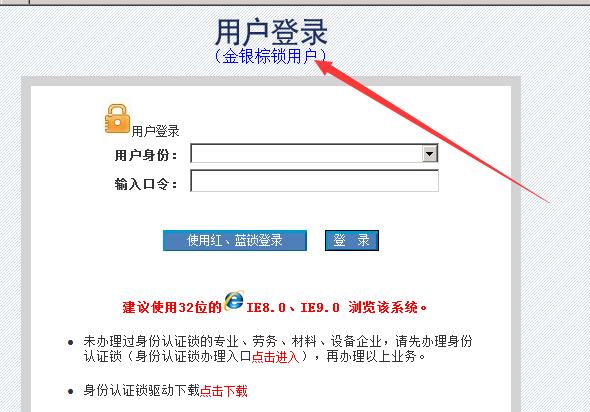 用户登录
（金银棕锁用户）
用户登录
用户身份：
输入口令：
使用红、蓝锁登录 登 录
建议使用32位的 IE8.0、IE9.0 浏览该系统。
• 未办理过身份认证锁的专业、劳务、材料、设备企业，请先办理身份
认证锁（身份认证锁办理入口点击进入），再办理以上业务。
• 身份认证锁驱动下载点击下载